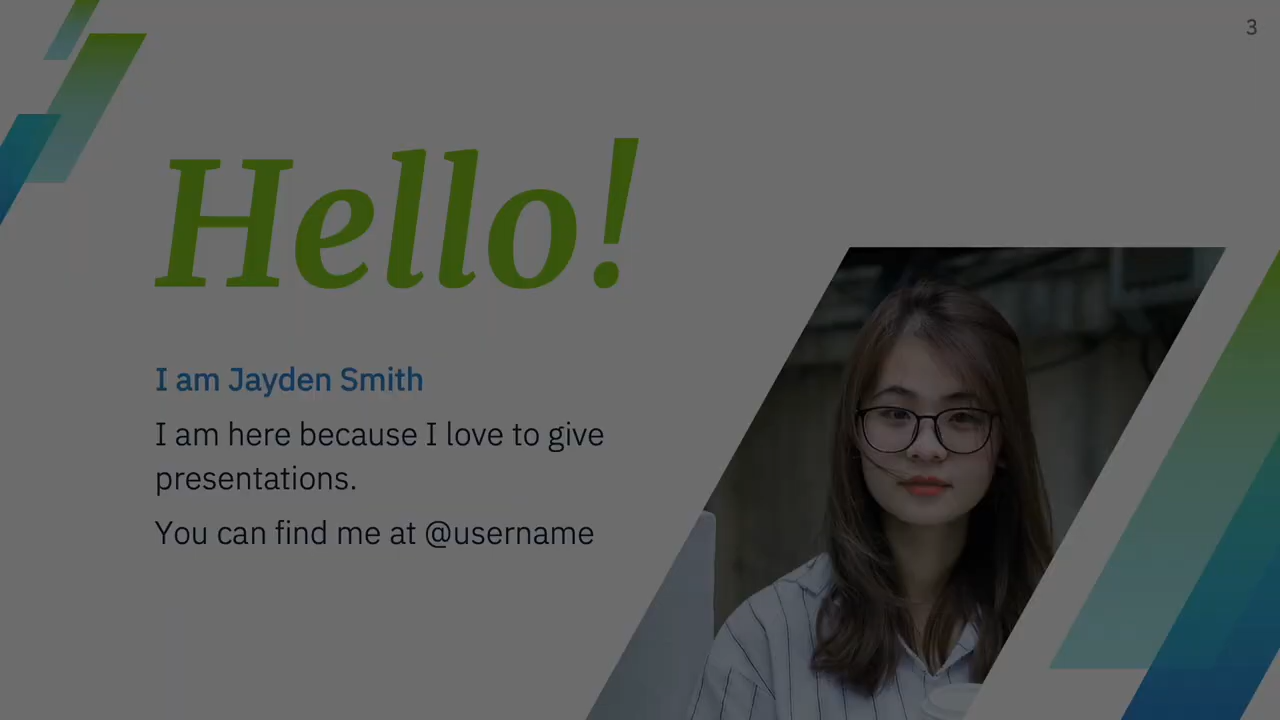 3
Hello!
I am Jayden Smith
I am here because I love to give
presentations.
You can find me at @username